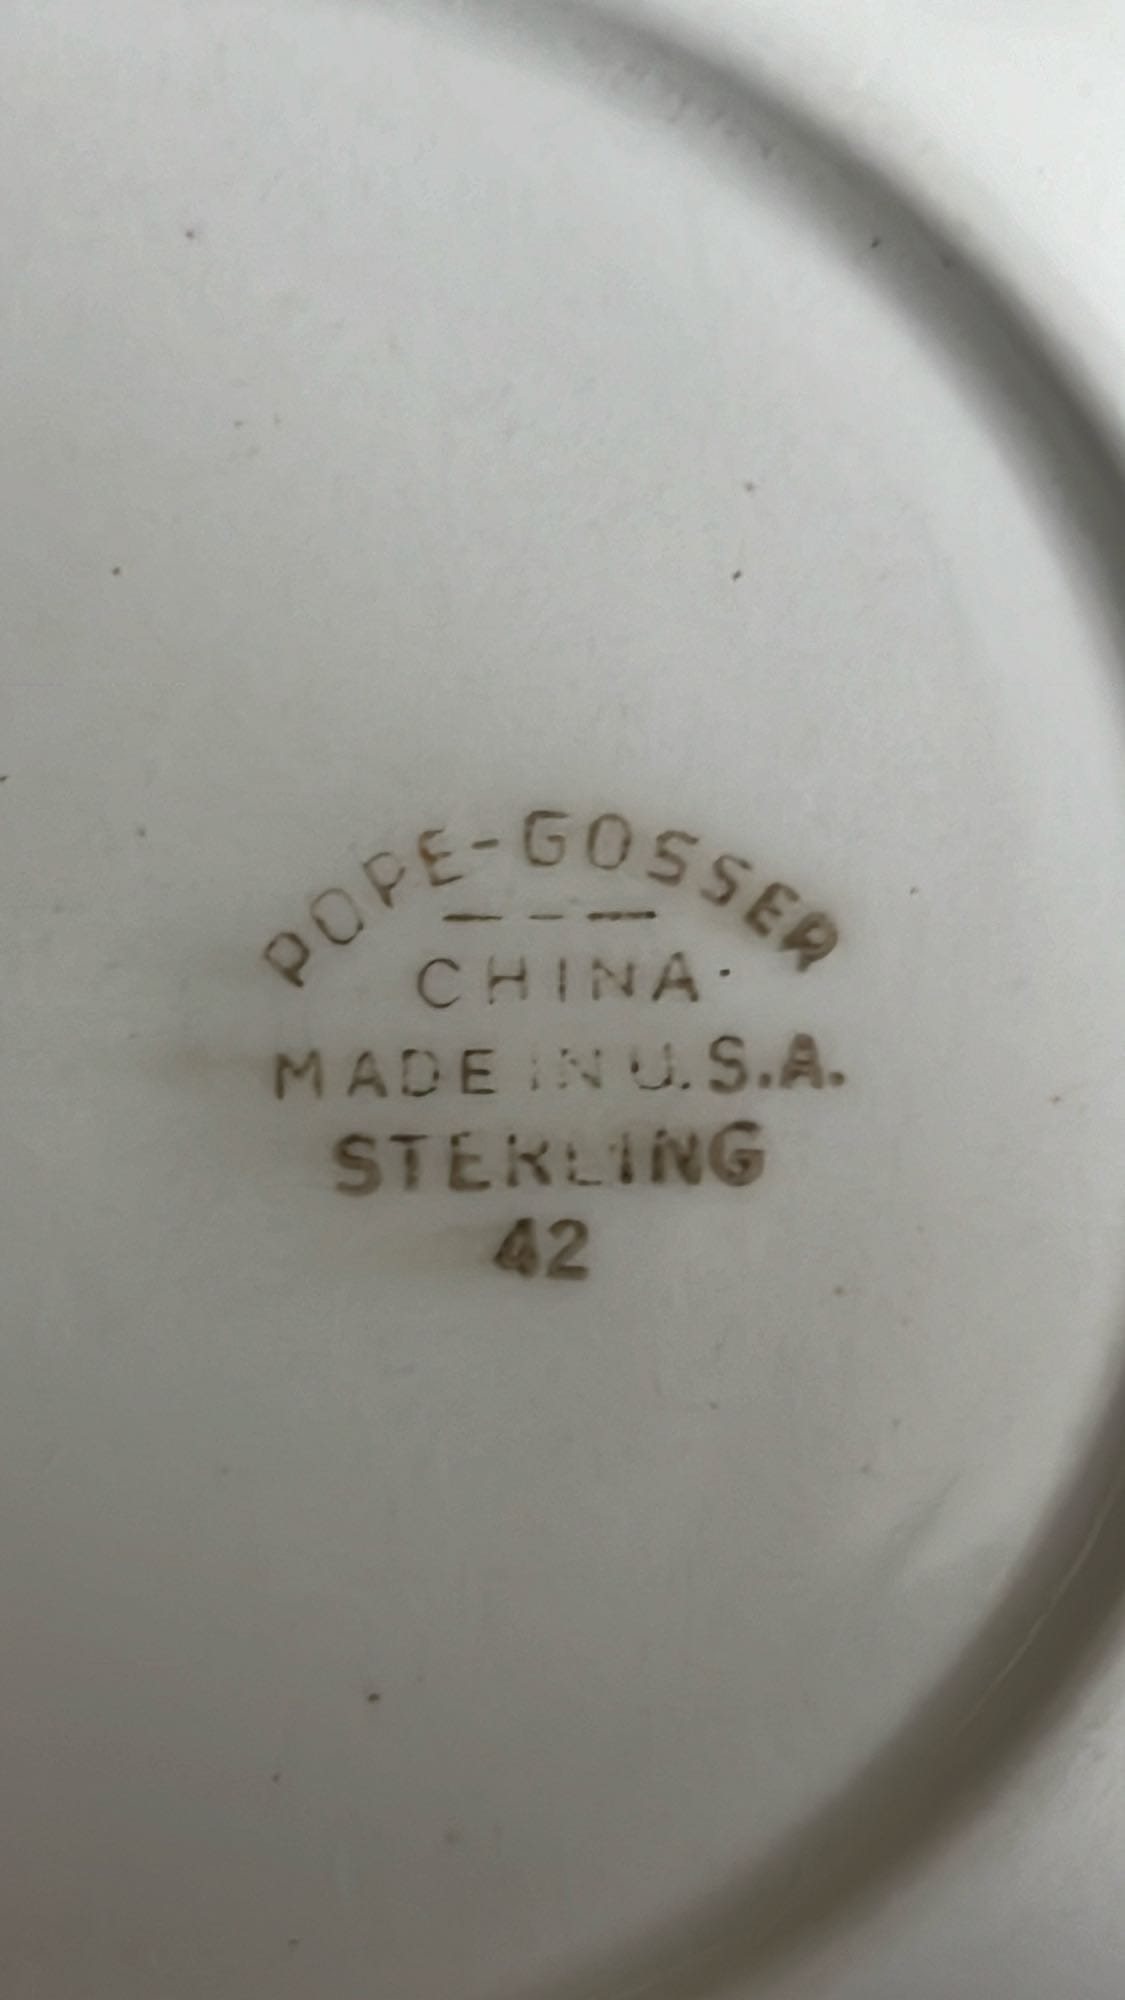 POPE-GOSSER
CHINA
MADE IN U.S.A.
STERLING
42